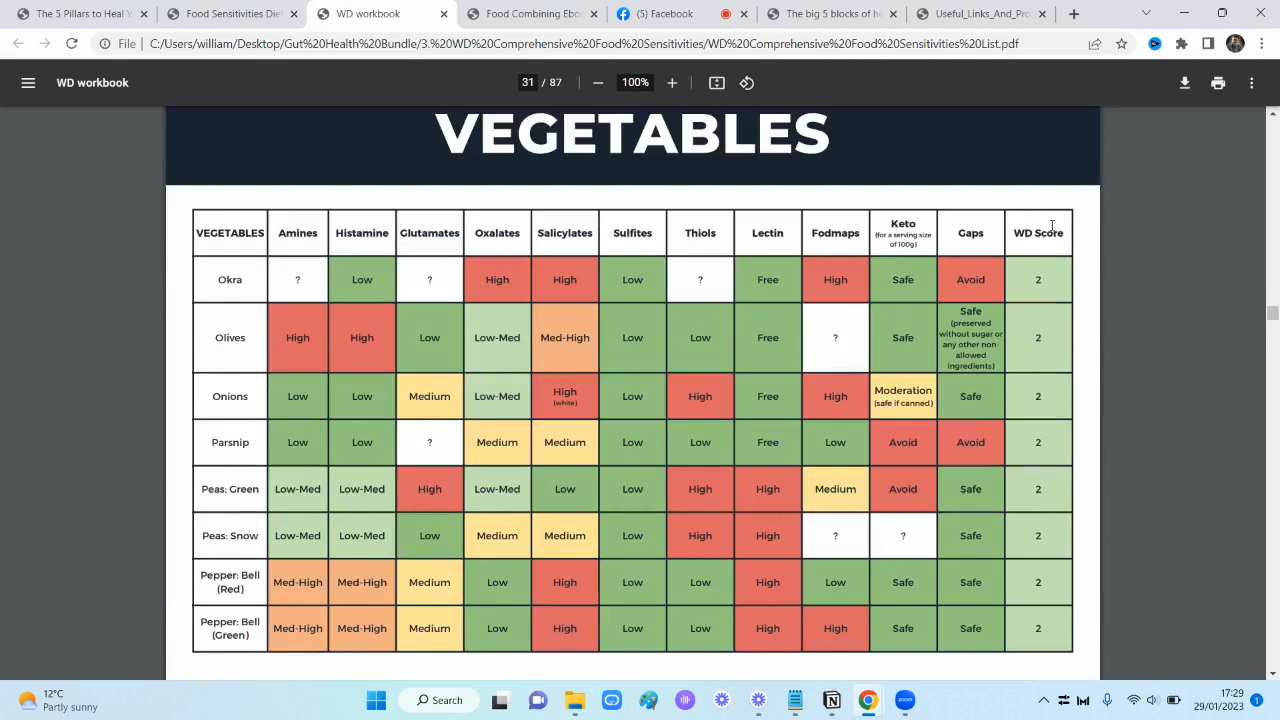 The 5 Pillars to Heal Y
Food Sensitivities Die
WD workbook
Food Combining Eboo
(5) Facebook
The big 5 blocks of he
Useful_Links_And_Pro
File
C:/Users/william/Desktop/Gut%20Health%20Bundle/3.%20WD%20Comprehensive%20Food%20Sensitivities/WD%20Comprehensive%20Food%20Sensitivities%20List.pdf
WD workbook
31 / 87
100%
VEGETABLES
VEGETABLES Amines Histamine Glutamates Oxalates Salicylates Sulfites Thiols Lectin Fodmaps Keto (for a serving size of 100g) Gaps WD Score
Okra ? Low ? High High Low ? Free High Safe Avoid 2
Olives High High Low Low-Med Med-High Low Low Free ? Safe Safe (preserved without sugar or any other non allowed ingredients) 2
Onions Low Low Medium Low-Med High (white) Low High Free High Moderation (safe if canned) Safe 2
Parsnip Low Low ? Medium Medium Low Low Free Low Avoid Avoid 2
Peas: Green Low-Med Low-Med High Low-Med Low Low High High Medium Avoid Safe 2
Peas: Snow Low-Med Low-Med Low Medium Medium Low High High ? ? Safe 2
Pepper: Bell (Red) Med-High Med-High Medium Low High Low Low High Low Safe Safe 2
Pepper: Bell (Green) Med-High Med-High Medium Low High Low Low High High Safe Safe 2
12°C
Partly sunny
Search
zoom
17:29
29/01/2023
1